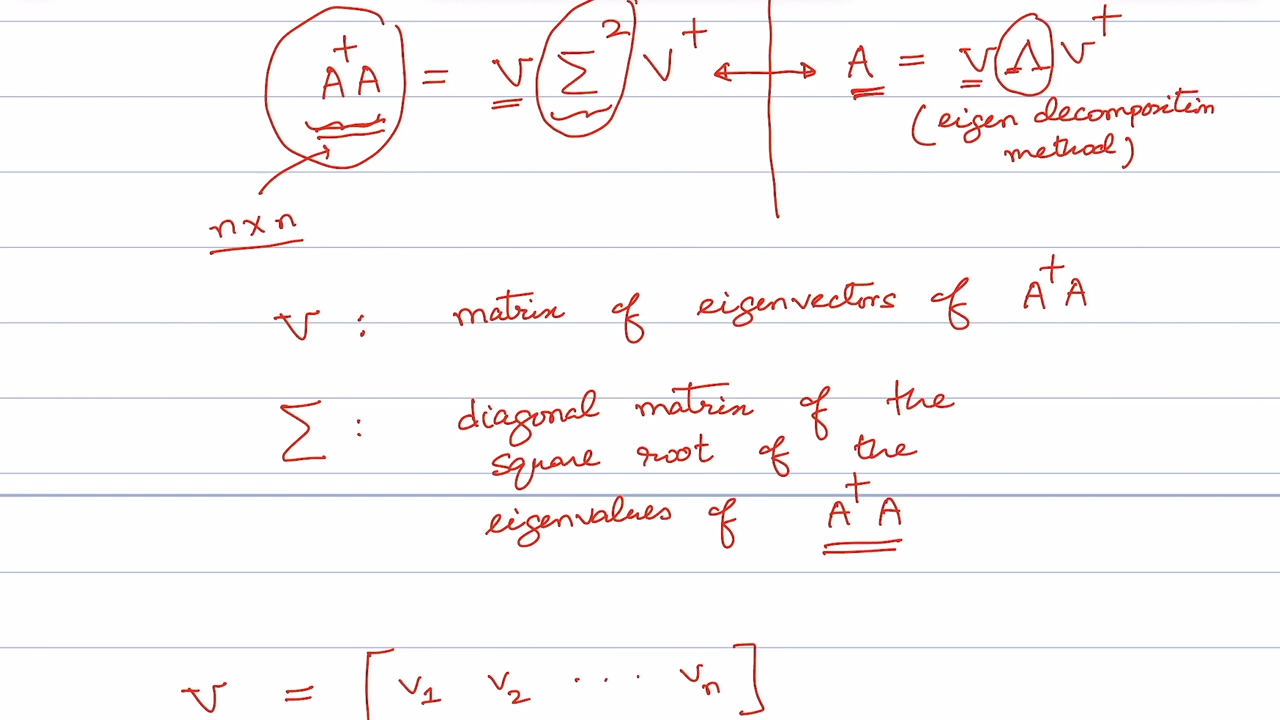 A†A = V Σ² V† ↔ A = V Λ V†
(eigen decomposition
method)
n×n
V : matrix of eigenvectors of A†A
Σ : diagonal matrix of the
square root of the
eigenvalues of A†A
V = [ v₁ v₂ ... vₙ ]